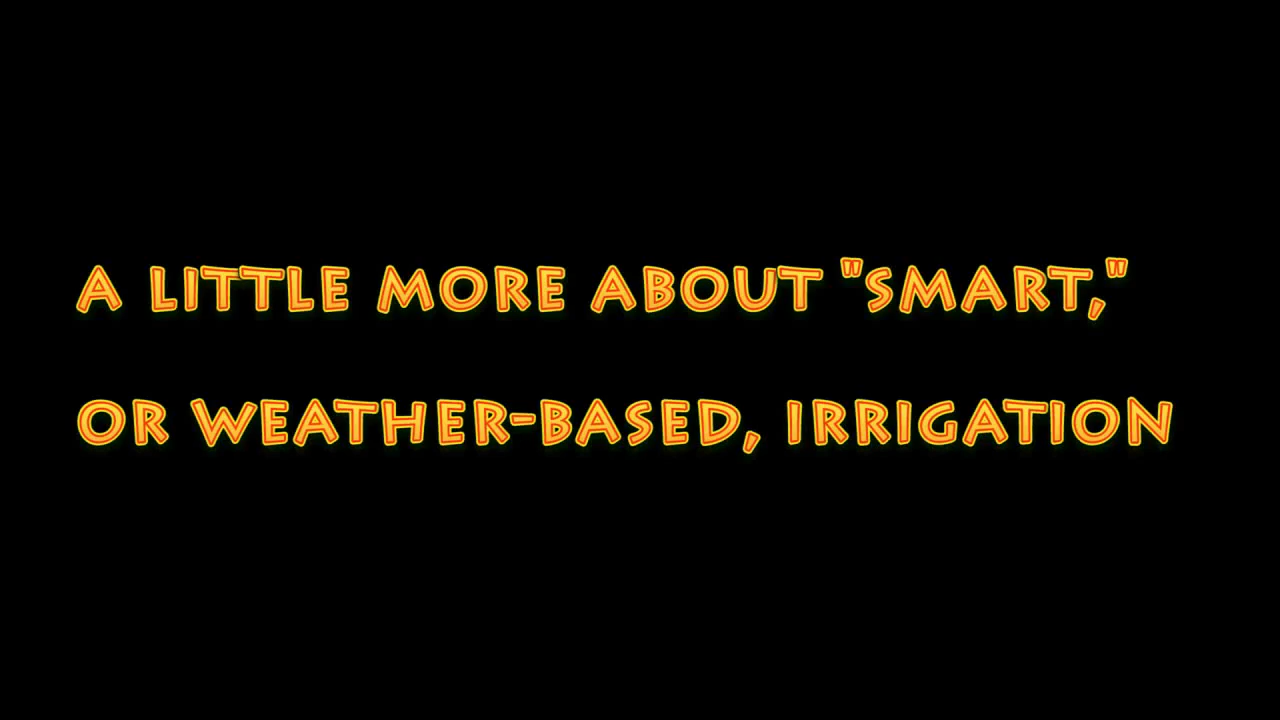 A LITTLE MORE ABOUT "SMART,"
OR WEATHER-BASED, IRRIGATION